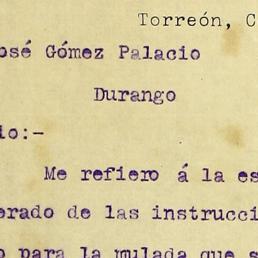 Torreón, C
osé Gómez Palacio
Durango
io:-
Me refiero á la es
erado de las instrucci
o para la mulada que s